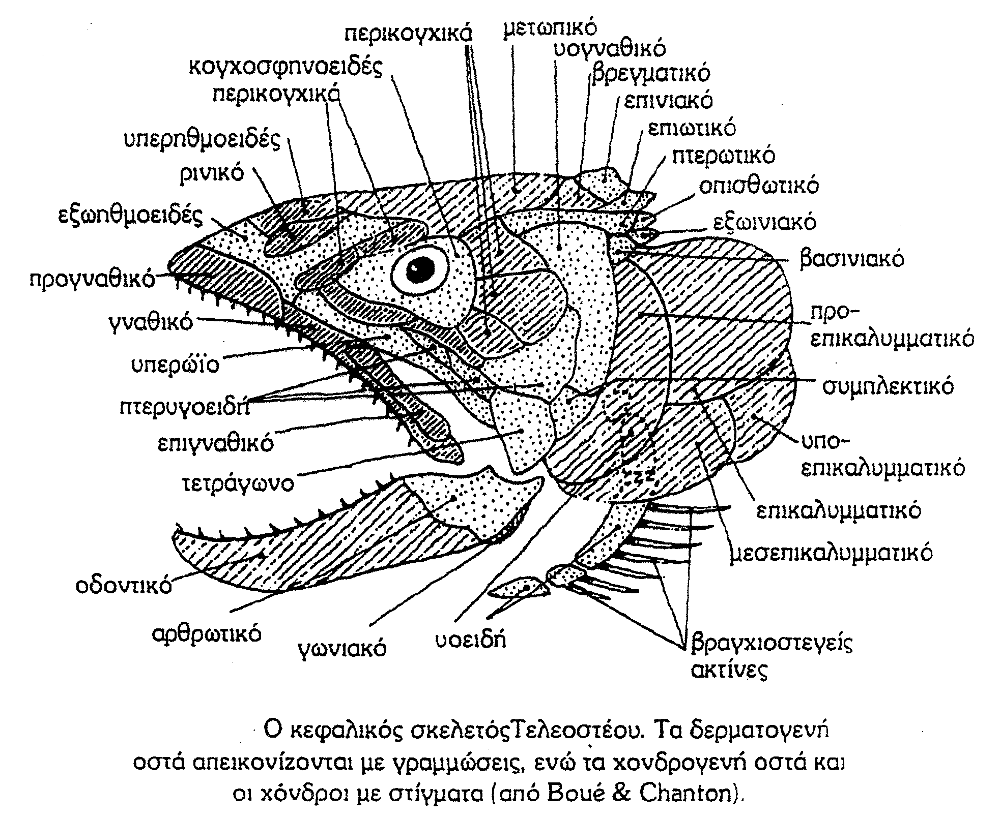 περικογχικά
μετωπικό
υογναθικό
κογχοσφηνοειδές
βρεγματικό
περικογχικά
επινιακό
επιωτικό
υπερηθμοειδές
πτερωτικό
ρινικό
οπισθωτικό
εξωηθμοειδές
εξωινιακό
βασινιακό
προγναθικό
προ-
επικαλυμματικό
γναθικό
υπερώϊο
συμπλεκτικό
πτερυγοειδή
επιγναθικό
υπο-
επικαλυμματικό
τετράγωνο
επικαλυμματικό
μεσεπικαλυμματικό
οδοντικό
αρθρωτικό
γωνιακό
υοειδή
βραγχιοστεγείς
ακτίνες
Ο κεφαλικός σκελετός Τελεοστέου. Τα δερματογενή
οστά απεικονίζονται με γραμμώσεις, ενώ τα χονδρογενή οστά και
οι χόνδροι με στίγματα (από Boué & Chanton).